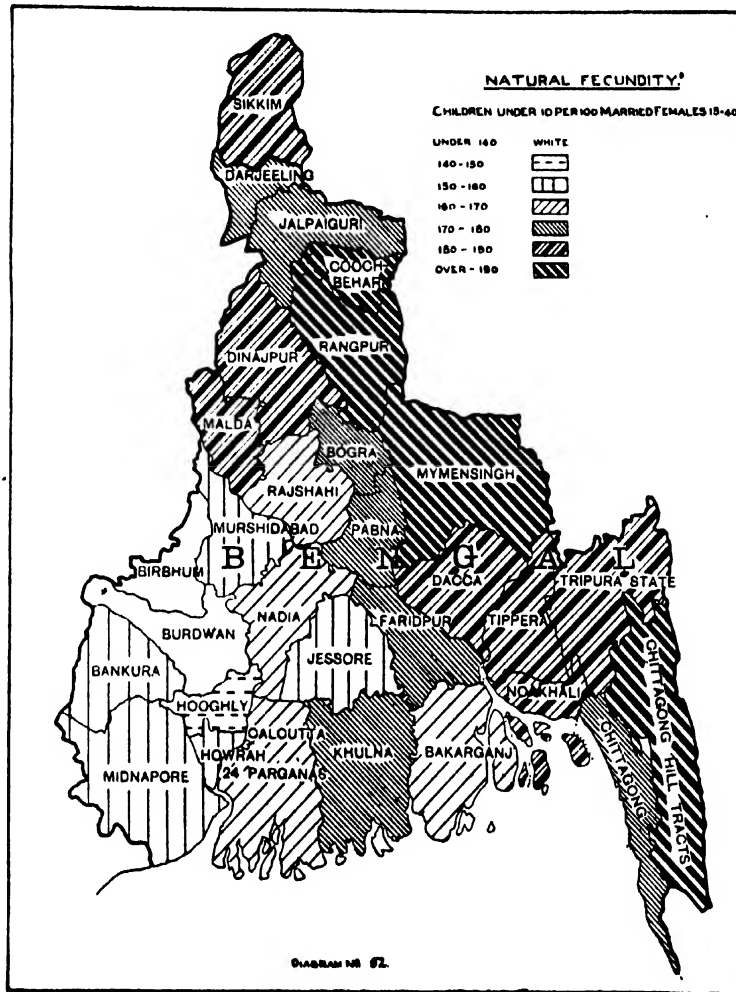 NATURAL FECUNDITY.
CHILDREN UNDER 10 PER 100 MARRIED FEMALES 15-40
UNDER 140 WHITE
140-150
150-160
160-170
170-180
180-190
OVER-190
SIKKIM
DARJEELING
JALPAIGURI
COOCH
BEHAR
RANGPUR
DINAJPUR
MALDA
BOGRA
MYMENSINGH
RAJSHAHI
MURSHIDABAD
PABNA
BENGAL
BIRBHUM
DACCA
TRIPURA STATE
BURDWAN
NADIA
FARIDPUR
TIPPERA
BANKURA
JESSORE
NOAKHALI
CHITTAGONG HILL TRACTS
HOOGHLY
CALCUTTA
HOWRAH
24 PARGANAS
KHULNA
BAKARGANJ
CHITTAGONG
MIDNAPORE
DIAGRAM NO 52.